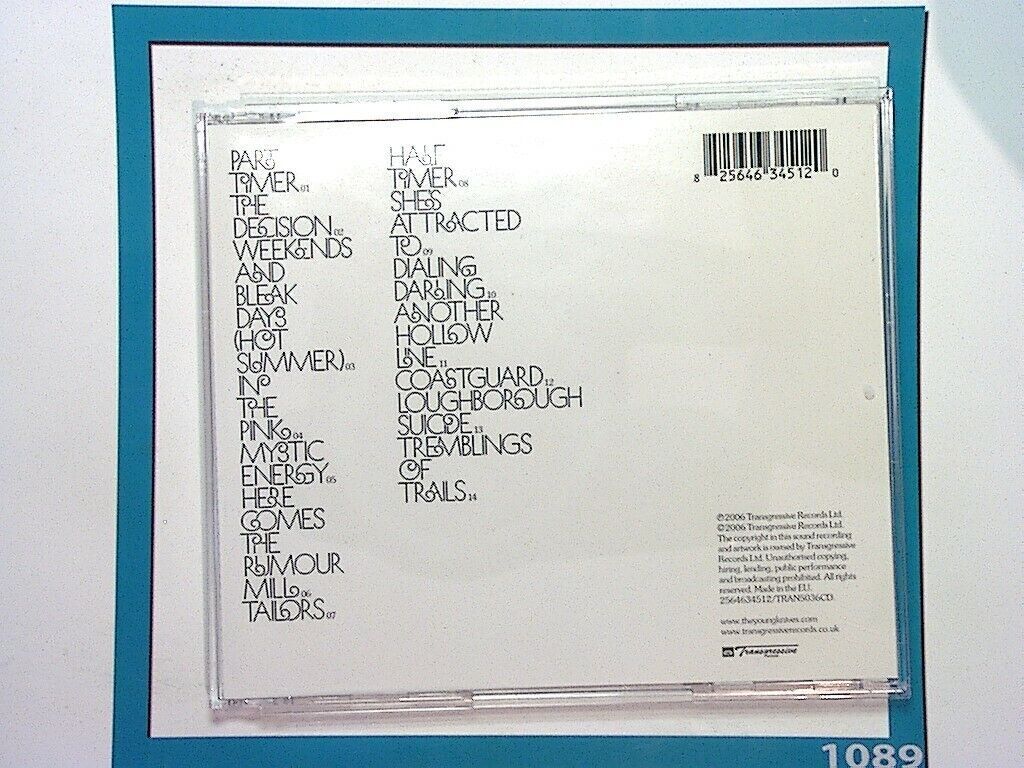 PART
TIMER 01
THE
DECISION 02
WEEKENDS
AND
BLEAK
DAYS
(HOT
SUMMER) 03
IN
THE
PINK 04
MYSTIC
ENERGY 05
HERE
COMES
THE
RUMOUR
MILL 06
TAILORS 07
HALF
TIMER 08
SHE'S
ATTRACTED
TO 09
DIALING
DARLING 10
ANOTHER
HOLLOW
LINE 11
COASTGUARD 12
LOUGHBOROUGH
SUICIDE 13
TREMBLINGS
OF
TRAILS 14
8 25646 34512 0
℗2006 Transgressive Records Ltd.
©2006 Transgressive Records Ltd.
The copyright in this sound recording
and artwork is owned by Transgressive
Records Ltd. Unauthorised copying,
hiring, lending, public performance
and broadcasting prohibited. All rights
reserved. Made in the E.U.
2564634512/TRANS036CD
www.theyoungknives.com
www.transgressiverecords.co.uk
Transgressive
1089